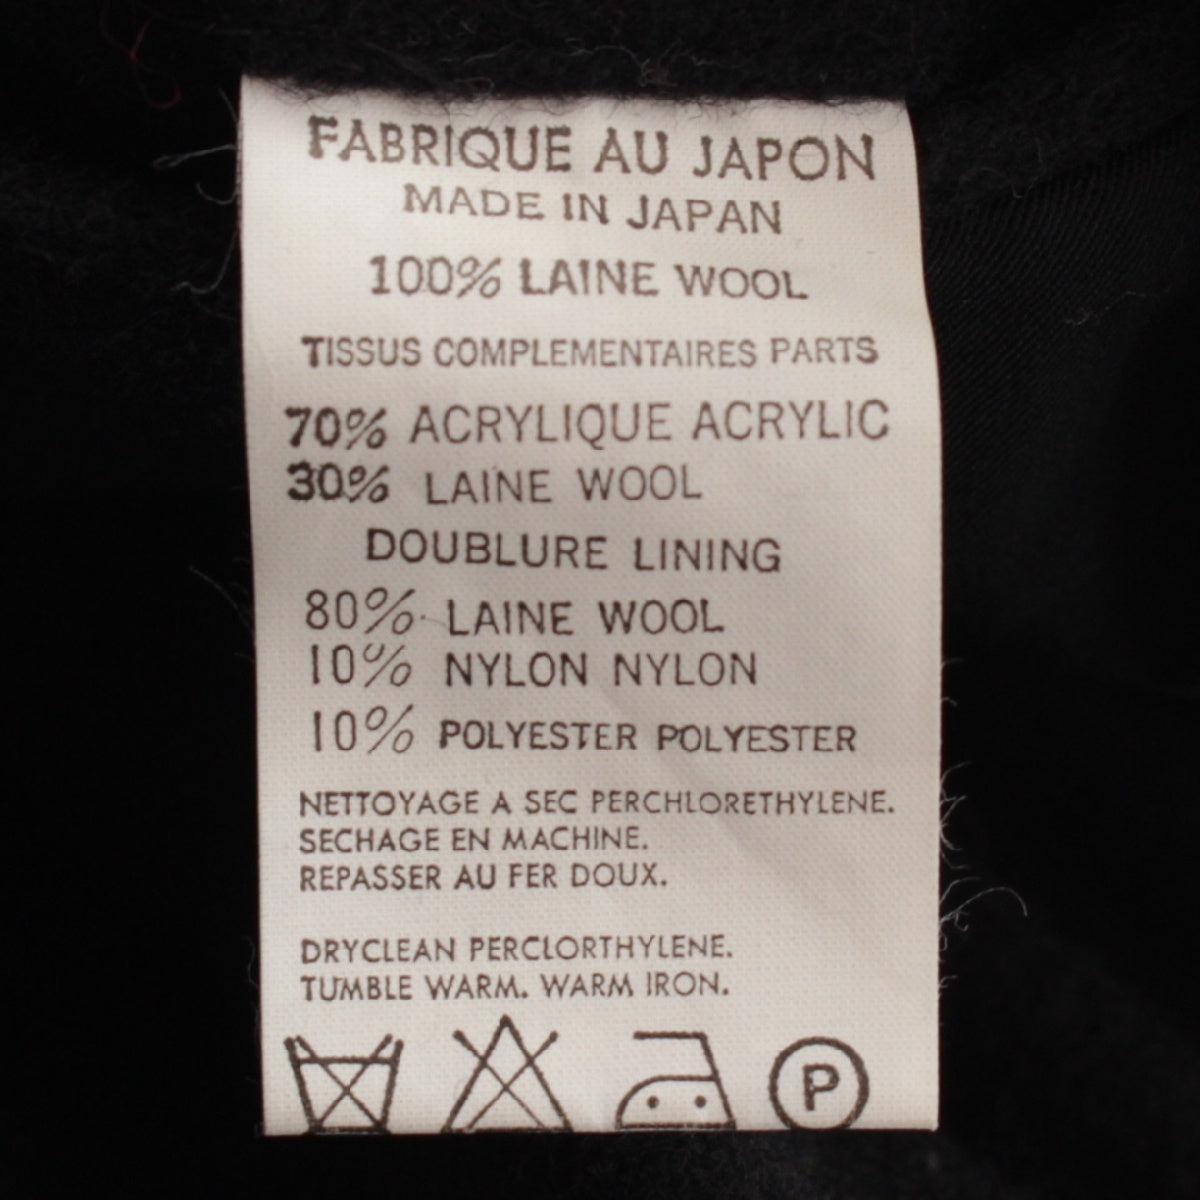 FABRIQUE AU JAPON
MADE IN JAPAN
100% LAINE WOOL
TISSUS COMPLEMENTAIRES PARTS
70% ACRYLIQUE ACRYLIC
30% LAINE WOOL
DOUBLURE LINING
80% LAINE WOOL
10% NYLON NYLON
10% POLYESTER POLYESTER
NETTOYAGE A SEC PERCHLORETHYLENE.
SECHAGE EN MACHINE.
REPASSER AU FER DOUX.
DRYCLEAN PERCLORTHYLENE.
TUMBLE WARM. WARM IRON.
P